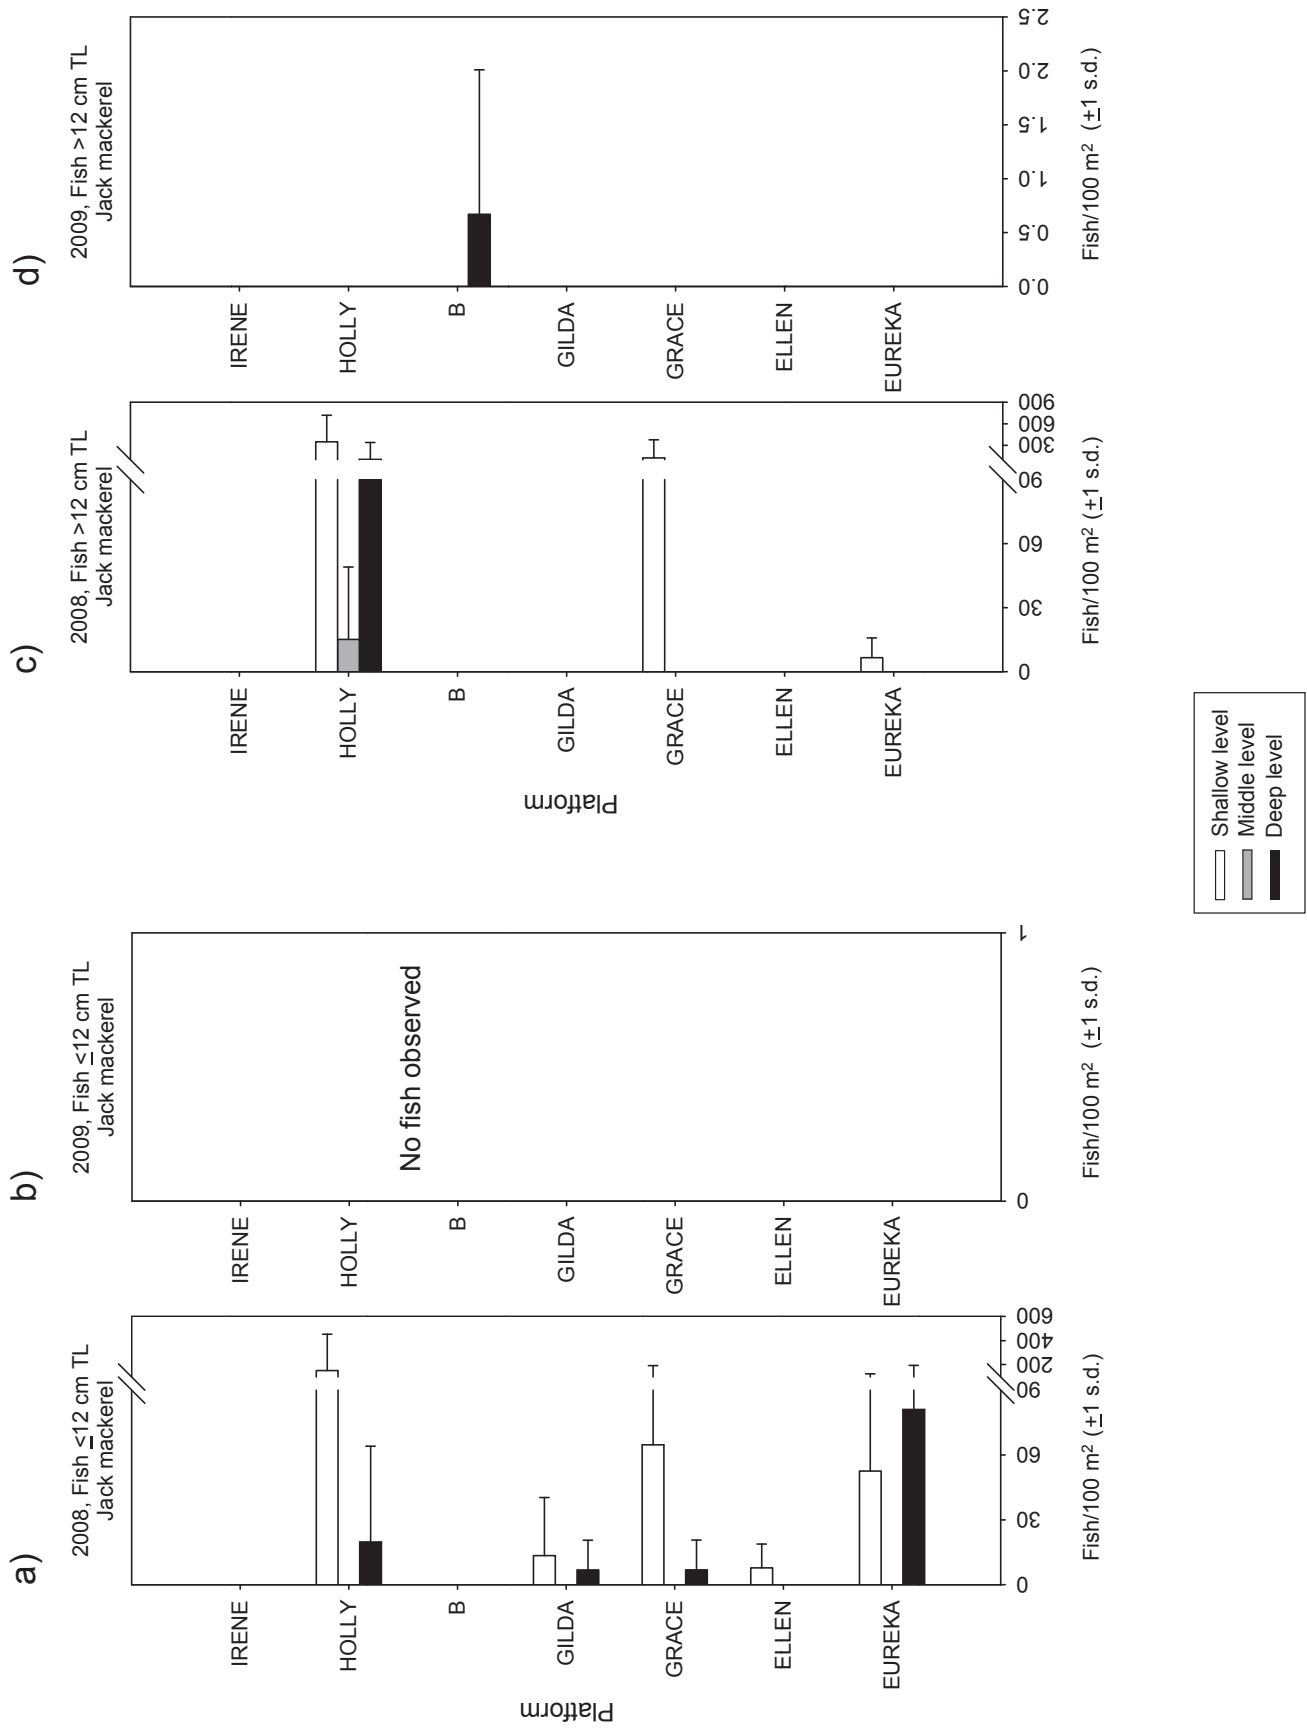 a)
2008, Fish <12 cm TL
Jack mackerel
IRENE
HOLLY
B
GILDA
GRACE
ELLEN
EUREKA
Platform
0
30
60
90
200
400
600
Fish/100 m² (+1 s.d.)
b)
2009, Fish <12 cm TL
Jack mackerel
No fish observed
IRENE
HOLLY
B
GILDA
GRACE
ELLEN
EUREKA
0
1
Fish/100 m² (+1 s.d.)
c)
2008, Fish >12 cm TL
Jack mackerel
IRENE
HOLLY
B
GILDA
GRACE
ELLEN
EUREKA
Platform
0
30
60
90
300
600
900
Fish/100 m² (+1 s.d.)
d)
2009, Fish >12 cm TL
Jack mackerel
IRENE
HOLLY
B
GILDA
GRACE
ELLEN
EUREKA
0.0
0.5
1.0
1.5
2.0
2.5
Fish/100 m² (+1 s.d.)
Shallow level
Middle level
Deep level